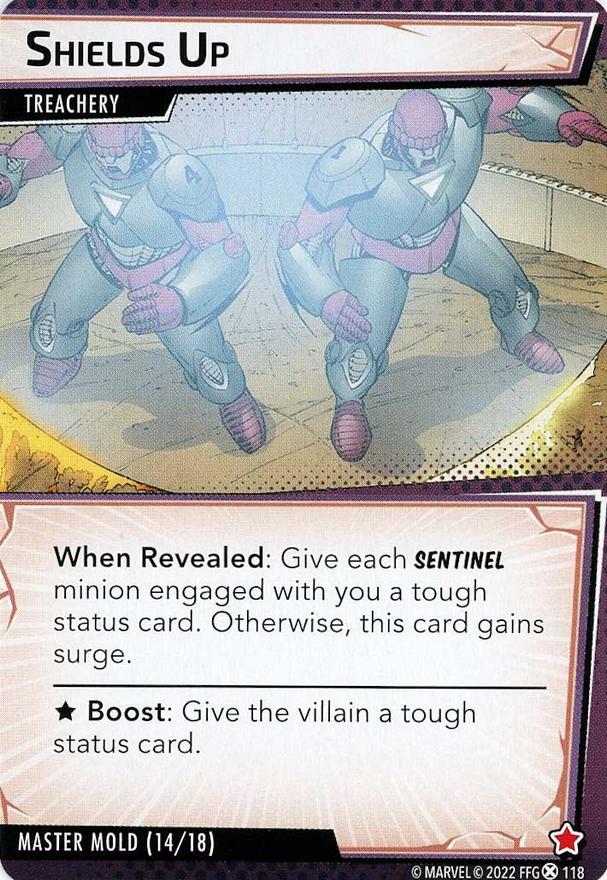 SHIELDS UP
TREACHERY
4
1
When Revealed: Give each SENTINEL
minion engaged with you a tough
status card. Otherwise, this card gains
surge.
★ Boost: Give the villain a tough
status card.
MASTER MOLD (14/18)
© MARVEL © 2022 FFG 118